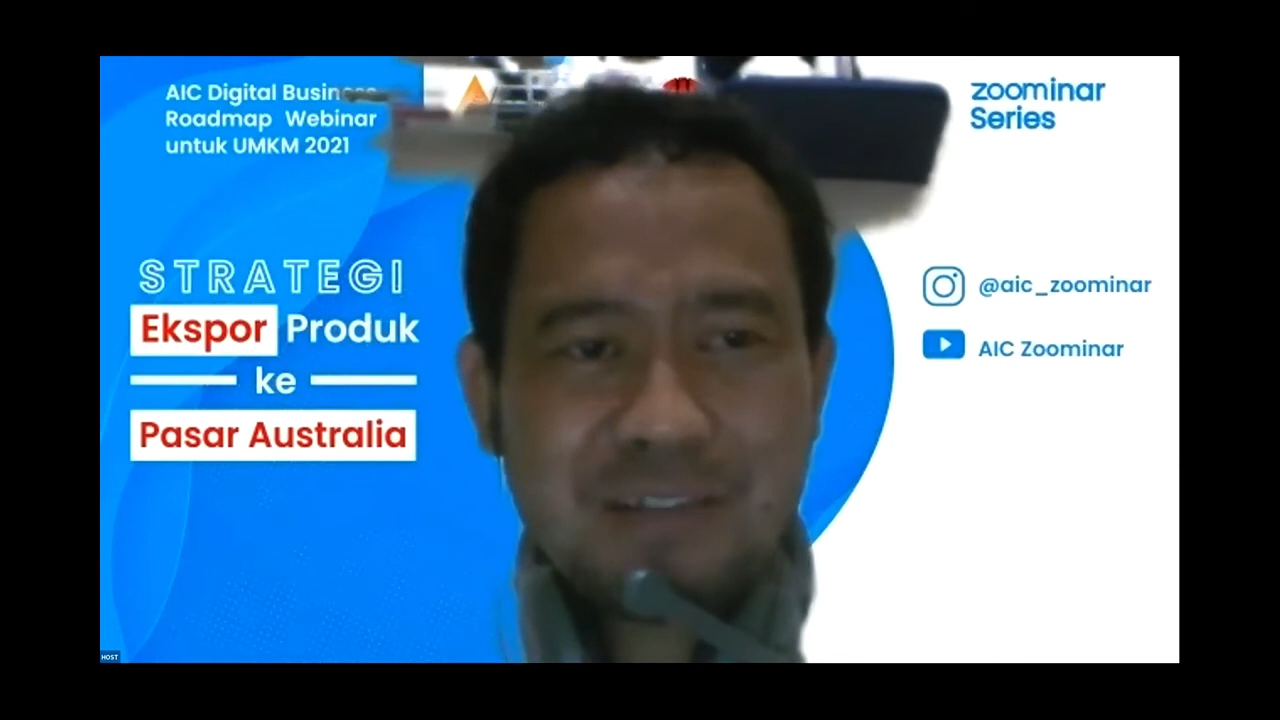 AIC Digital Business
Roadmap Webinar
untuk UMKM 2021
zoominar
Series
STRATEGI
Ekspor Produk
ke
Pasar Australia
@aic_zoominar
AIC Zoominar
HOST